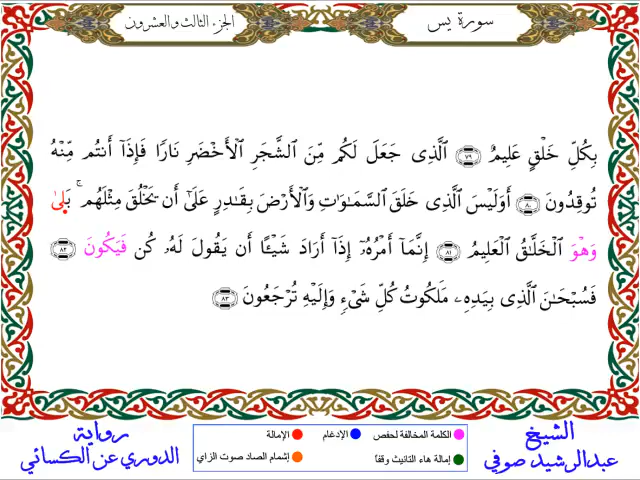 سورة يس
الجزء الثالث والعشرون
بِكُلِّ خَلْقٍ عَلِيمٌ ٧٩ ٱلَّذِى جَعَلَ لَكُم مِّنَ ٱلشَّجَرِ ٱلْأَخْضَرِ نَارًا فَإِذَآ أَنتُم مِّنْهُ
تُوقِدُونَ ٨٠ أَوَلَيْسَ ٱلَّذِى خَلَقَ ٱلسَّمَٰوَٰتِ وَٱلْأَرْضَ بِقَٰدِرٍ عَلَىٰٓ أَن يَخْلُقَ مِثْلَهُم ۚ بَلَىٰ
وَهْوَ ٱلْخَلَّٰقُ ٱلْعَلِيمُ ٨١ إِنَّمَآ أَمْرُهُۥٓ إِذَآ أَرَادَ شَيْـًٔا أَن يَقُولَ لَهُۥ كُن فَيَكُونَ ٨٢
فَسُبْحَٰنَ ٱلَّذِى بِيَدِهِۦ مَلَكُوتُ كُلِّ شَىْءٍ وَإِلَيْهِ تُرْجَعُونَ ٨٣
الشيخ
عبدالرشيد صوفي
الكلمة المخالفة لحفص
الإدغام
الإمالة
إمالة هاء التانيث وقفاً
إشمام الصاد صوت الزاي
رواية
الدوري عن الكسائي